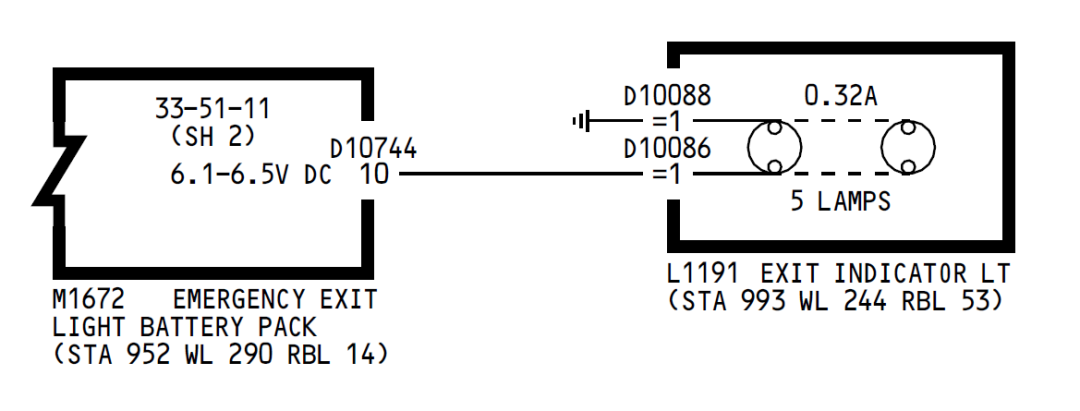 33-51-11
(SH 2)
D10744
6.1-6.5V DC 10
M1672 EMERGENCY EXIT
LIGHT BATTERY PACK
(STA 952 WL 290 RBL 14)
D10088 0.32A
=1
D10086
=1
5 LAMPS
L1191 EXIT INDICATOR LT
(STA 993 WL 244 RBL 53)